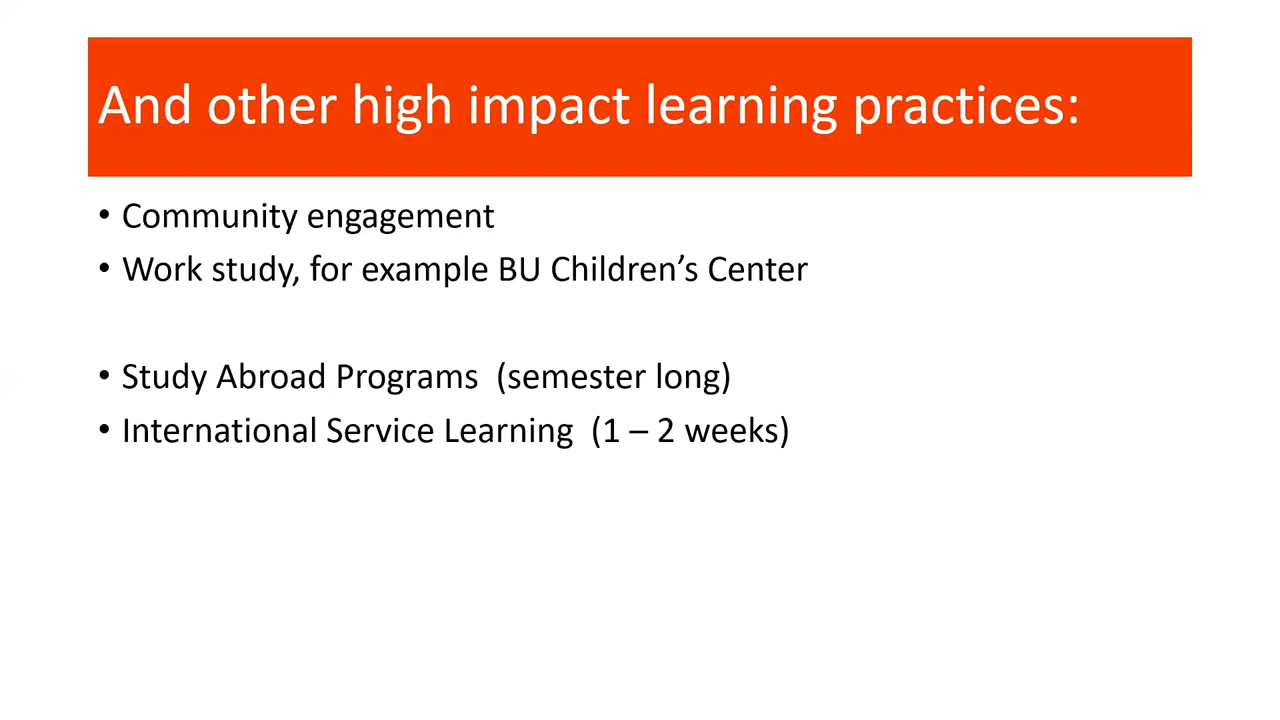 And other high impact learning practices:
• Community engagement
• Work study, for example BU Children’s Center
• Study Abroad Programs  (semester long)
• International Service Learning  (1 – 2 weeks)